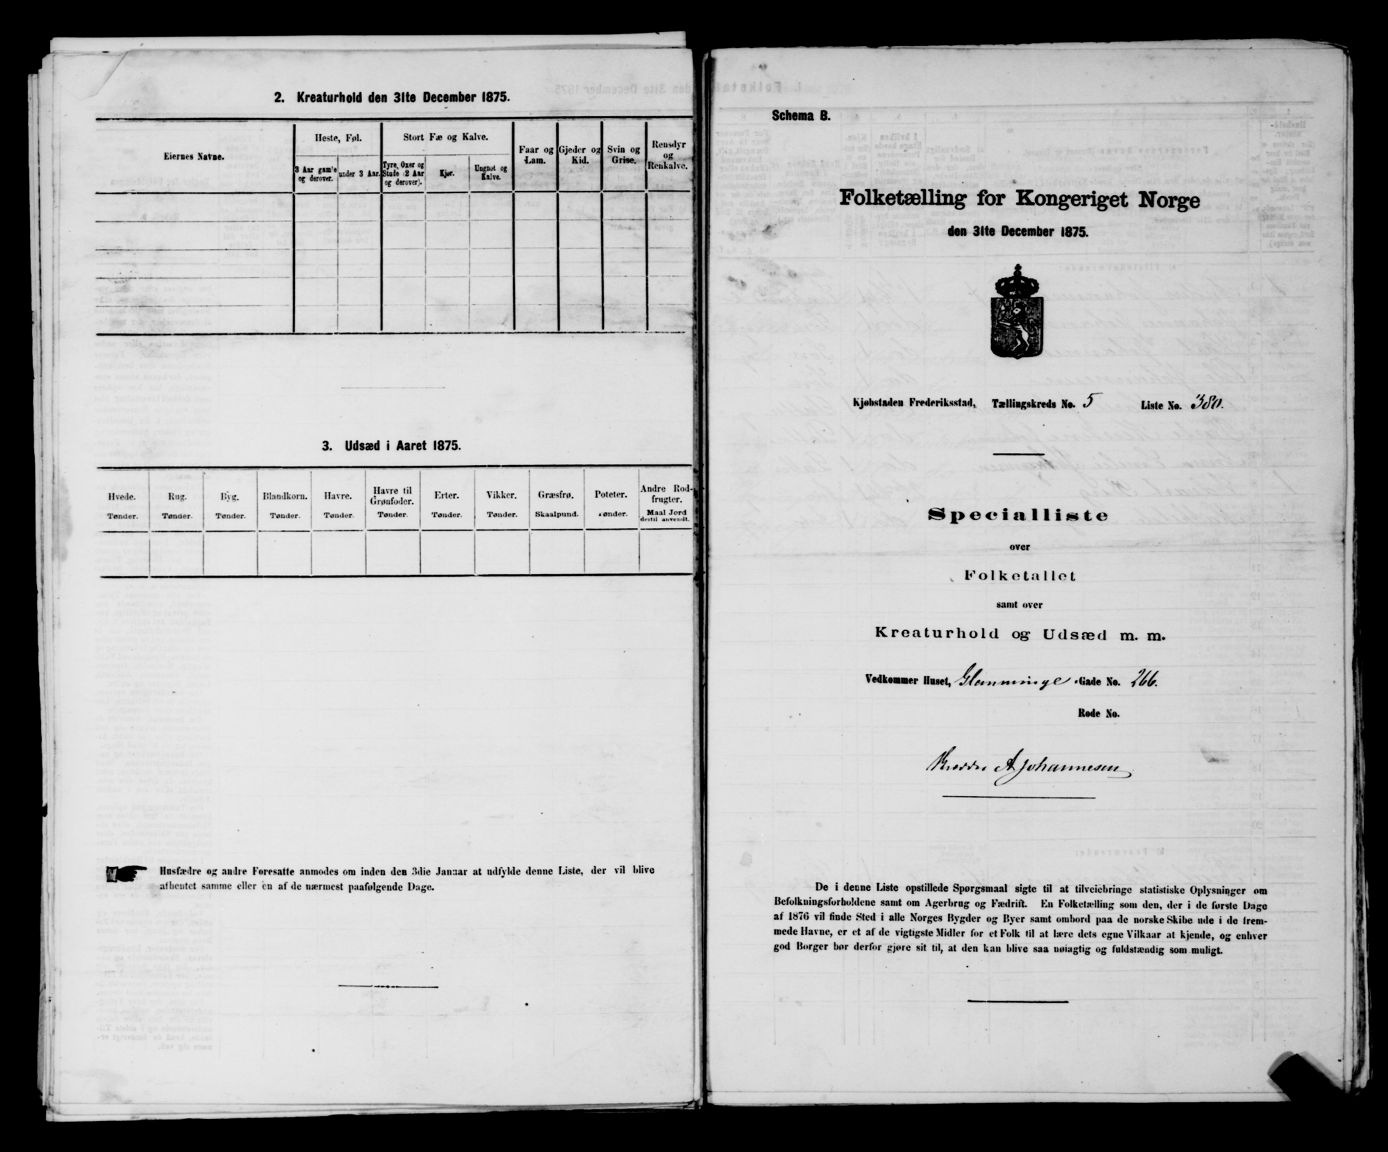 2. Kreaturhold den 31te December 1875.
Eiernes Navne.
Heste, Føl.
Stort Fæ og Kalve.
Faar og Lam.
Gjeder og Kid.
Svin og Grise.
Rensdyr og Renkalve.
3 Aar gam'e og derover.
under 3 Aar.
Tyre, Oxer og Stude (2 Aar og derover).
Kjør.
Ungnøt og Kalve.
3. Udsæd i Aaret 1875.
Hvede. Rug. Byg. Blandkorn. Havre. Havre til Grønfoder. Erter. Vikker. Græsfrø. Poteter. Andre Rodfrugter.
Tønder. Tønder. Tønder. Tønder. Tønder. Tønder. Tønder. Tønder. Skaalpund. Tønder. Maal Jord dertil anvendt.
Husfædre og andre Foresatte anmodes om inden den 3die Januar at udfylde denne Liste, der vil blive
afhentet samme eller en af de nærmest paafølgende Dage.
Schema B.
Folketælling for Kongeriget Norge
den 31te December 1875.
Kjøbstaden Frederiksstad, Tællingskreds No. 5 Liste No. 380.
Specialliste
over
Folketallet
samt over
Kreaturhold og Udsæd m. m.
Vedkommer Huset, Glemminge Gade No. 266.
Rode No.
A Johannesen
De i denne Liste opstillede Spørgsmaal sigte til at tilveiebringe statistiske Oplysninger om
Befolkningsforholdene samt om Agerbrug og Fædrift. En Folketælling som den, der i de første Dage
af 1876 vil finde Sted i alle Norges Bygder og Byer samt ombord paa de norske Skibe ude i de frem-
mede Havne, er et af de vigtigste Midler for et Folk til at lære dets egne Vilkaar at kjende, og enhver
god Borger bør derfor gjøre sit til, at den kan blive saa nøiagtig og fuldstændig som muligt.